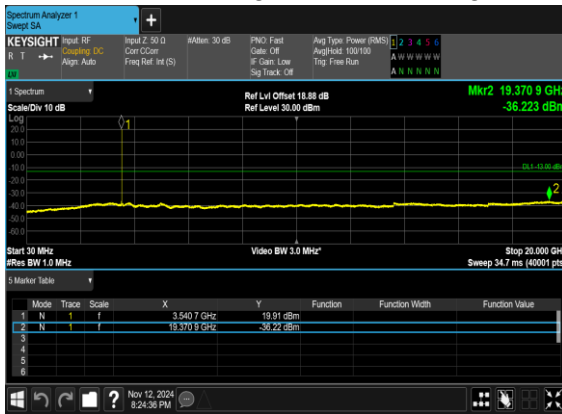 Spectrum Analyzer 1
Swept SA
KEYSIGHT Input: RF Input Z: 50 Ω #Atten: 30 dB PNO: Fast Avg Type: Power (RMS) 1 2 3 4 5 6
R T Coupling: DC Corr CCorr Gate: Off Avg|Hold: 100/100 A W W W W W
Align: Auto Freq Ref: Int (S) IF Gain: Low Trig: Free Run
Sig Track: Off A N N N N N
1 Spectrum Ref Lvl Offset 18.88 dB Mkr2 19.370 9 GHz
Scale/Div 10 dB Ref Level 30.00 dBm -36.223 dBm
Log
20.0 1
10.0
0.00
-10.0 DL1 -13.00 dBm
-20.0
-30.0 2
-40.0
-50.0
-60.0
Start 30 MHz Video BW 3.0 MHz* Stop 20.000 GHz
#Res BW 1.0 MHz Sweep 34.7 ms (40001 pts)
5 Marker Table
Mode Trace Scale X Y Function Function Width Function Value
1 N 1 f 3.540 7 GHz 19.91 dBm
2 N 1 f 19.370 9 GHz -36.22 dBm
3
4
5
6
? Nov 12, 2024
8:24:36 PM